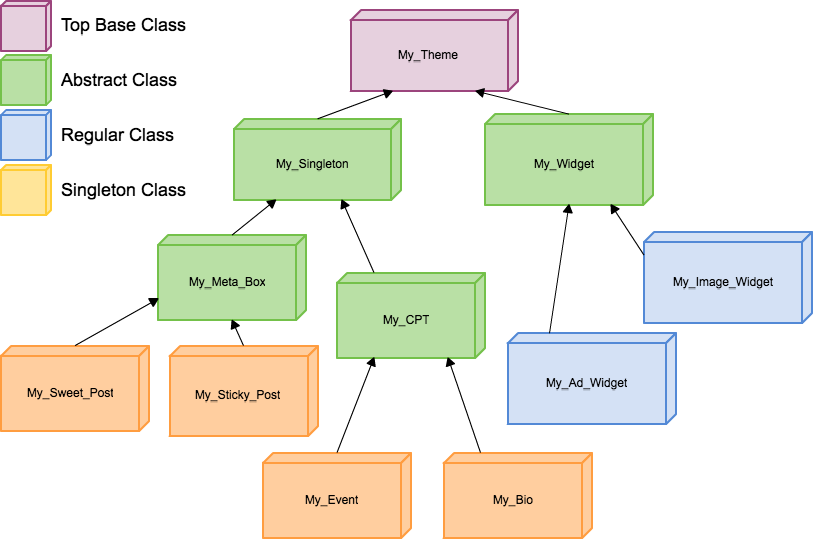 Top Base Class
Abstract Class
Regular Class
Singleton Class
My_Theme
My_Singleton
My_Widget
My_Meta_Box
My_Image_Widget
My_CPT
My_Ad_Widget
My_Sweet_Post
My_Sticky_Post
My_Event
My_Bio